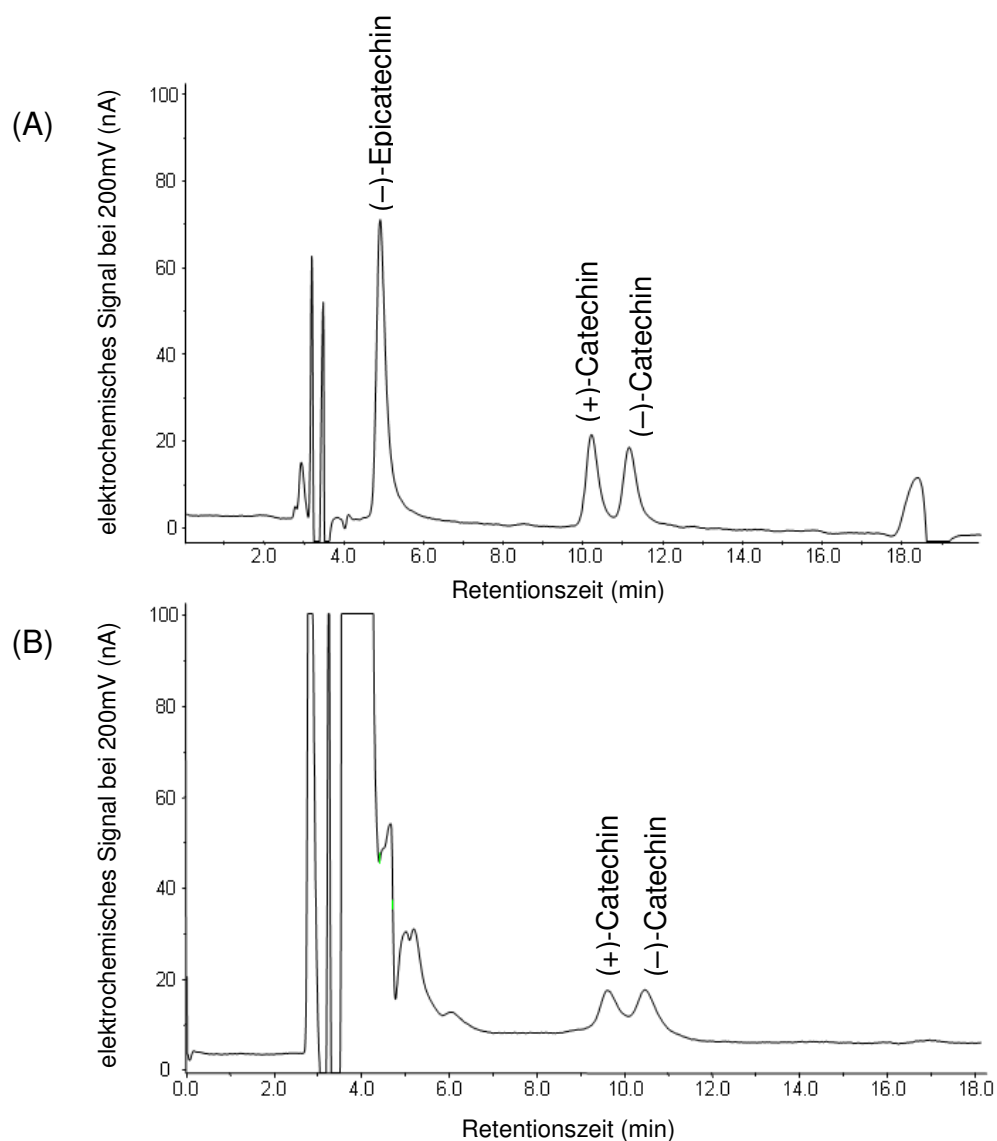 (A)
elektrochemisches Signal bei 200mV (nA)
100
80
60
40
20
0
(–)-Epicatechin
(+)-Catechin
(–)-Catechin
2.0 4.0 6.0 8.0 10.0 12.0 14.0 16.0 18.0
Retentionszeit (min)
(B)
elektrochemisches Signal bei 200mV (nA)
100
80
60
40
20
0
(+)-Catechin
(–)-Catechin
0.0 2.0 4.0 6.0 8.0 10.0 12.0 14.0 16.0 18.0
Retentionszeit (min)